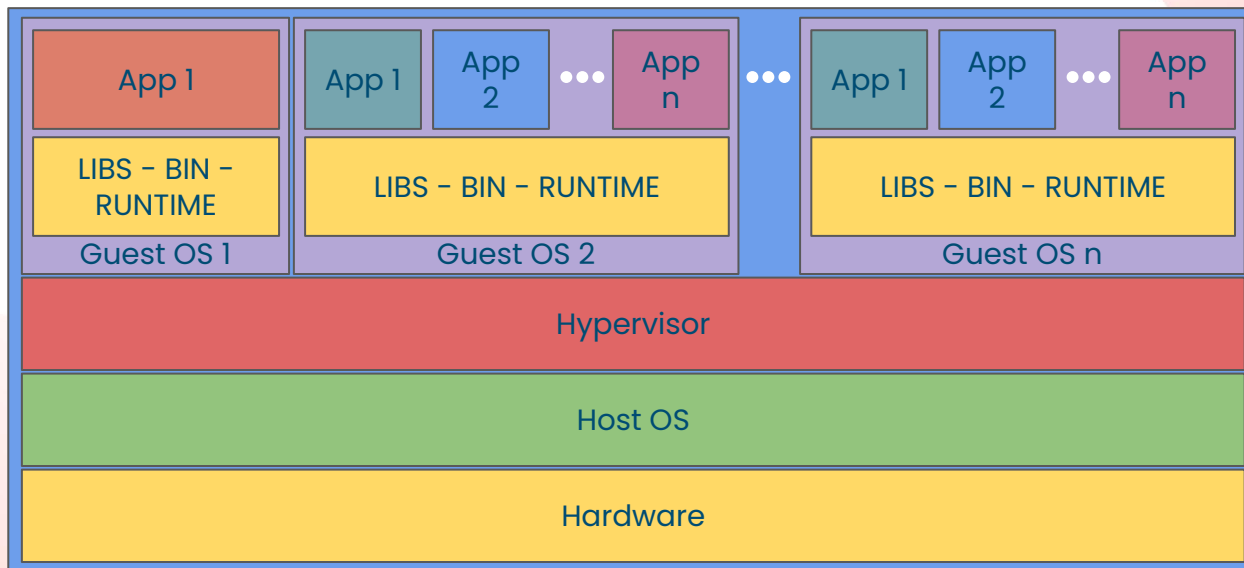 App 1
App 1
App
2
App
n
App 1
App
2
App
n
LIBS - BIN -
RUNTIME
LIBS - BIN - RUNTIME
LIBS - BIN - RUNTIME
Guest OS 1
Guest OS 2
Guest OS n
Hypervisor
Host OS
Hardware